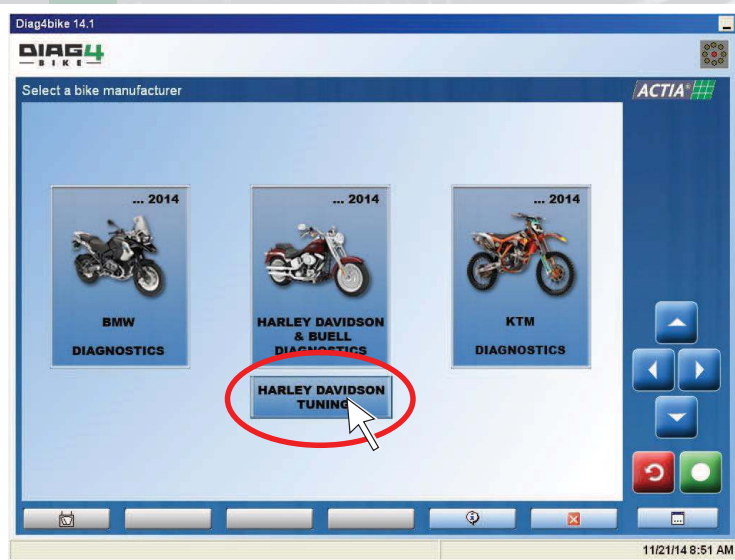 Diag4bike 14.1
DIAG4
BIKE
Select a bike manufacturer
ACTIA
... 2014
BMW
DIAGNOSTICS
... 2014
HARLEY DAVIDSON
& BUELL
DIAGNOSTICS
HARLEY DAVIDSON
TUNING
... 2014
KTM
DIAGNOSTICS
11/21/14 8:51 AM